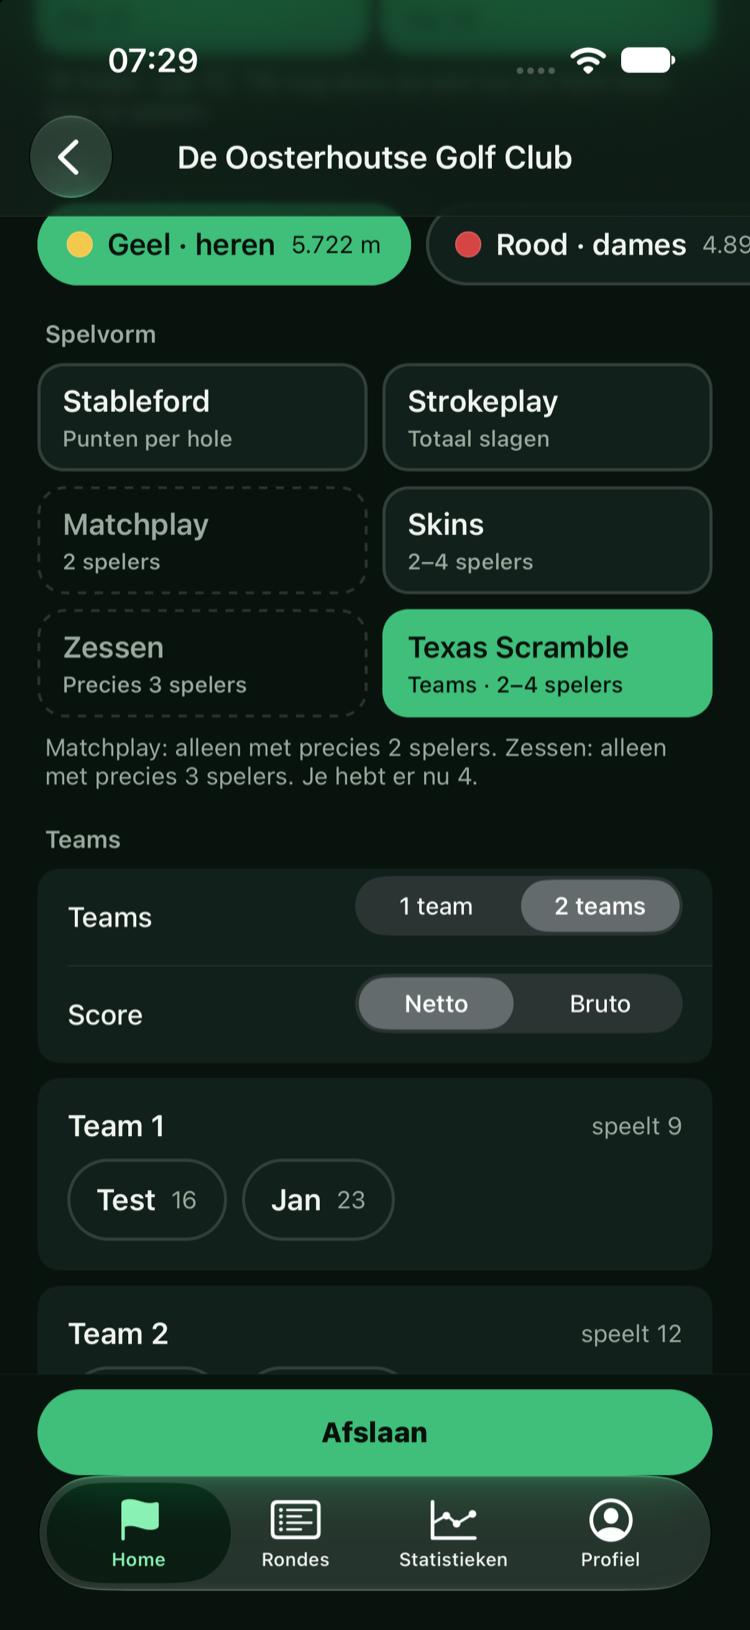 07:29
De Oosterhoutse Golf Club
Geel · heren 5.722 m
Rood · dames 4.89
Spelvorm
Stableford
Punten per hole
Strokeplay
Totaal slagen
Matchplay
2 spelers
Skins
2–4 spelers
Zessen
Precies 3 spelers
Texas Scramble
Teams · 2–4 spelers
Matchplay: alleen met precies 2 spelers. Zessen: alleen
met precies 3 spelers. Je hebt er nu 4.
Teams
Teams
1 team
2 teams
Score
Netto
Bruto
Team 1
speelt 9
Test 16
Jan 23
Team 2
speelt 12
Afslaan
Home
Rondes
Statistieken
Profiel